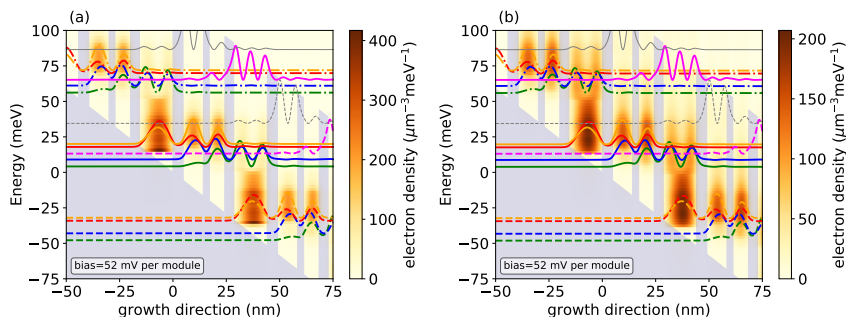 (a)
100
75
50
25
0
−25
−50
−75
Energy (meV)
bias=52 mV per module
−50 −25 0 25 50 75
growth direction (nm)
400
300
200
100
0
electron density (μm⁻³meV⁻¹)
(b)
100
75
50
25
0
−25
−50
−75
Energy (meV)
bias=52 mV per module
−50 −25 0 25 50 75
growth direction (nm)
200
150
100
50
0
electron density (μm⁻³meV⁻¹)